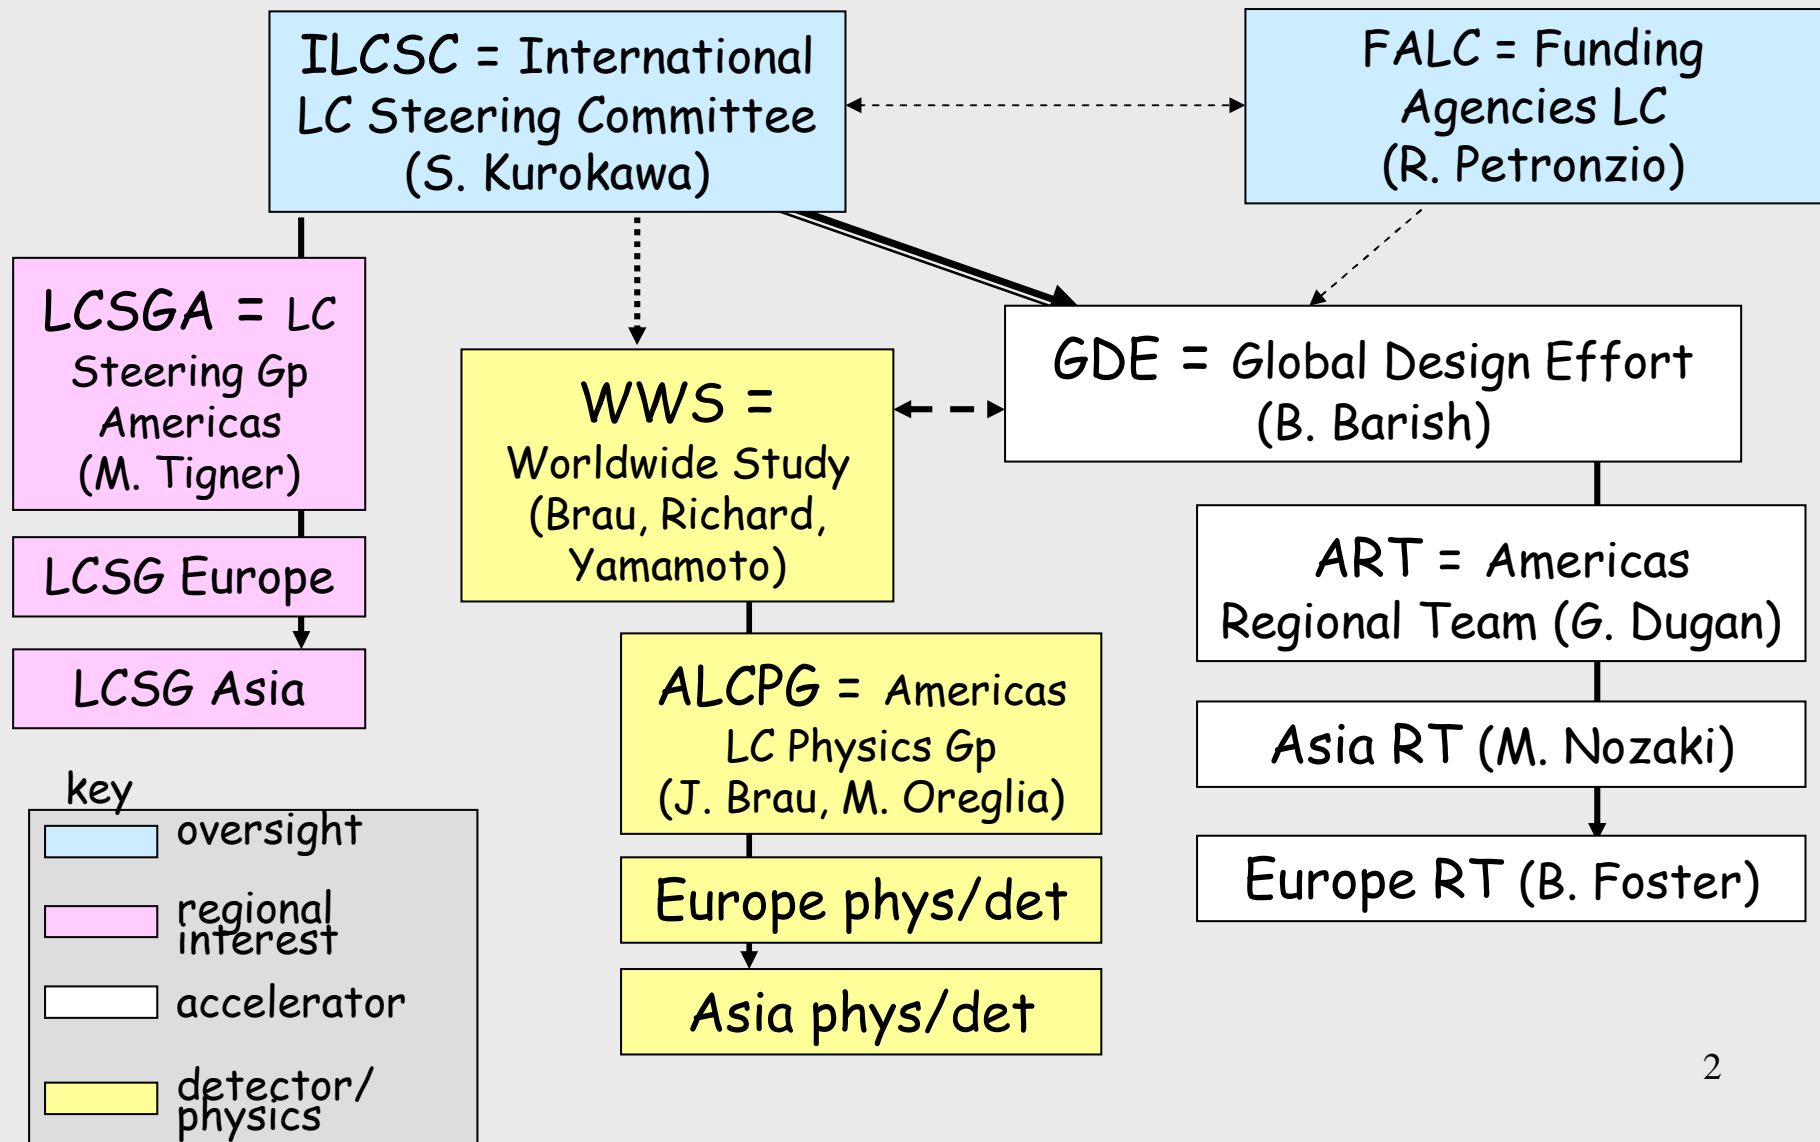 ILCSC = International
LC Steering Committee
(S. Kurokawa)
FALC = Funding
Agencies LC
(R. Petronzio)
LCSGA = LC
Steering Gp
Americas
(M. Tigner)
LCSG Europe
LCSG Asia
WWS =
Worldwide Study
(Brau, Richard,
Yamamoto)
GDE = Global Design Effort
(B. Barish)
ALCPG = Americas
LC Physics Gp
(J. Brau, M. Oreglia)
Europe phys/det
Asia phys/det
ART = Americas
Regional Team (G. Dugan)
Asia RT (M. Nozaki)
Europe RT (B. Foster)
key
oversight
regional
interest
accelerator
detector/
physics
2